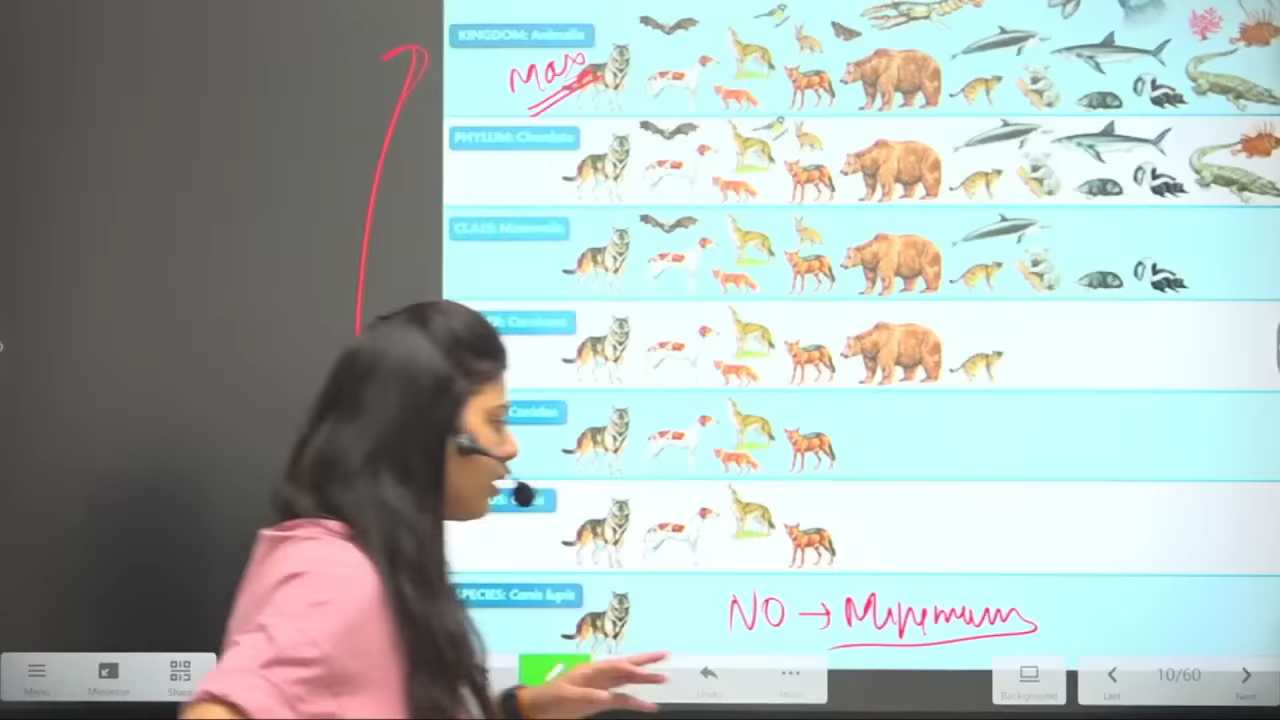 KINGDOM: Animalia
Max
PHYLUM: Chordate
CLASS: Mammalia
Carnivora
Canidae
SPECIES: Canis lupis
NO → Minimum
Menu
Minimize
Share
Undo
More
Background
Last
10/60
Next